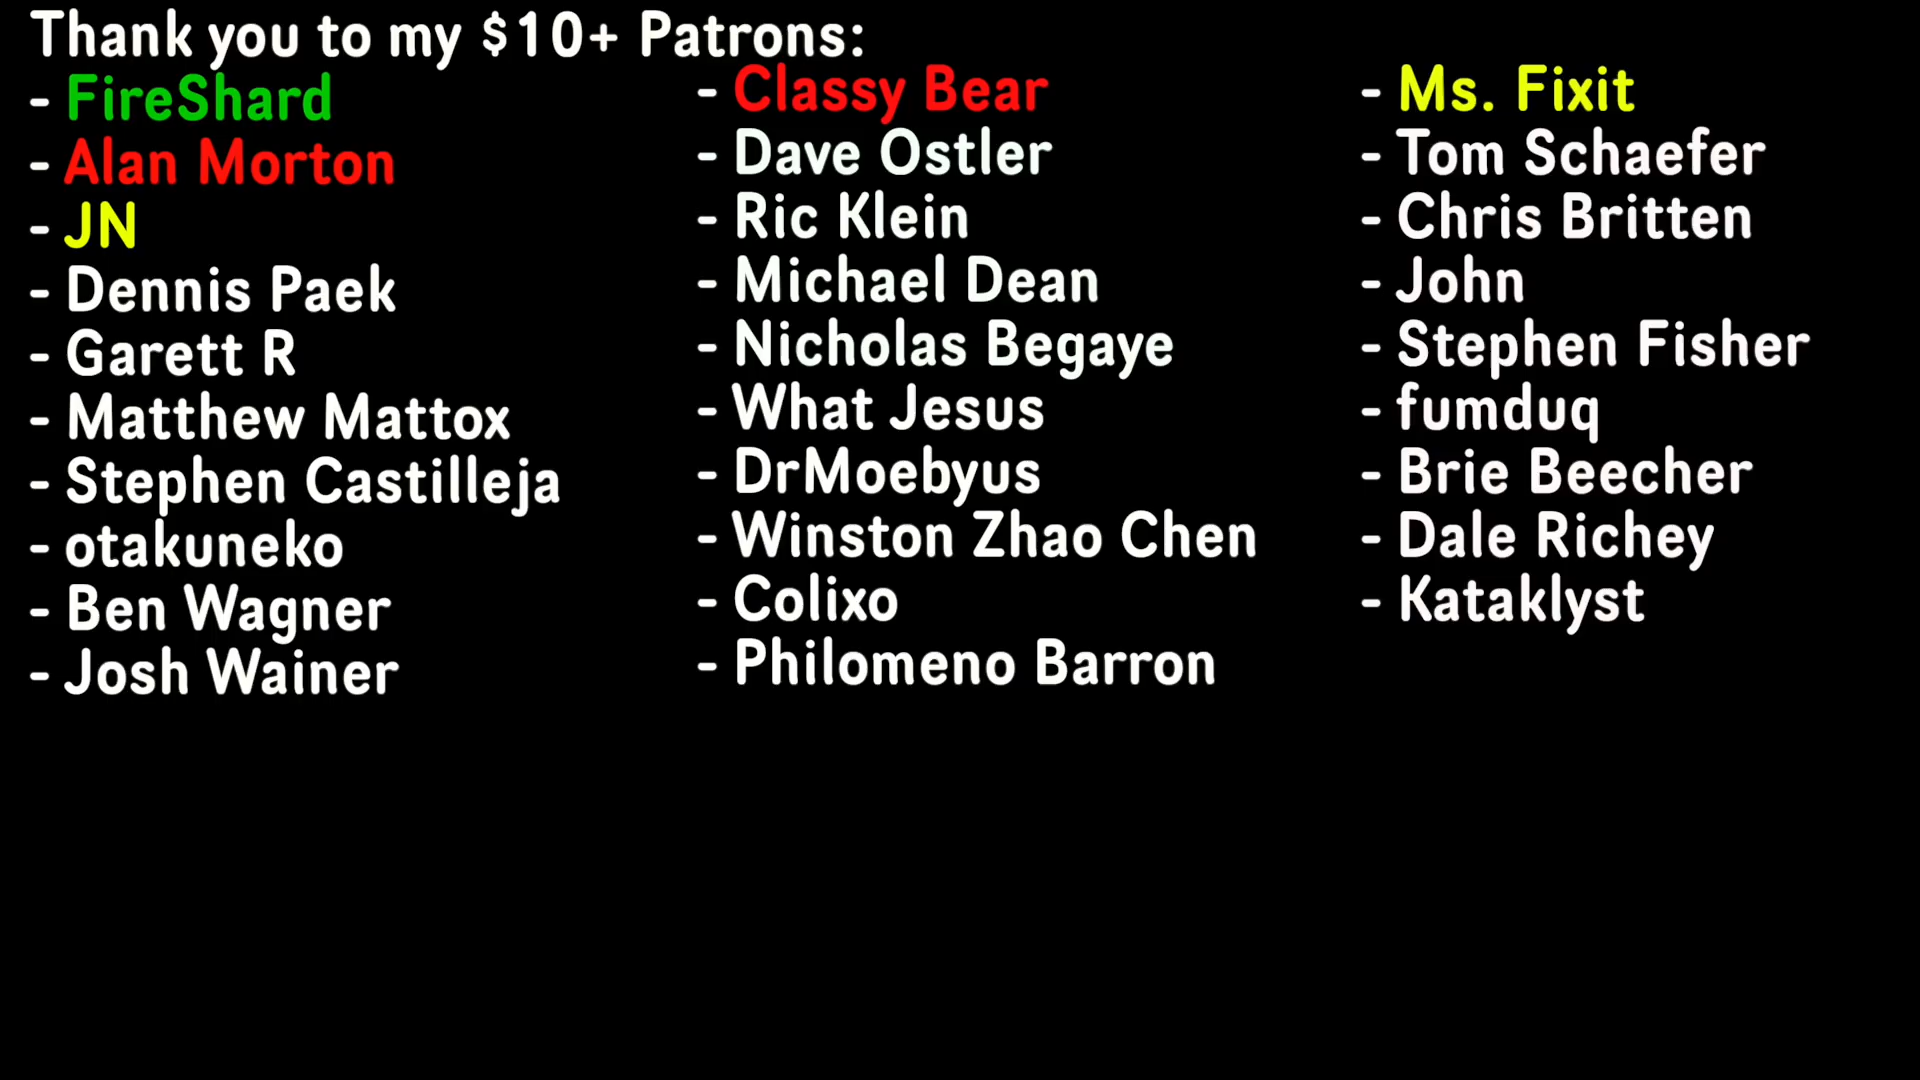 Thank you to my $10+ Patrons:
- FireShard
- Alan Morton
- JN
- Dennis Paek
- Garett R
- Matthew Mattox
- Stephen Castilleja
- otakuneko
- Ben Wagner
- Josh Wainer
- Classy Bear
- Dave Ostler
- Ric Klein
- Michael Dean
- Nicholas Begaye
- What Jesus
- DrMoebyus
- Winston Zhao Chen
- Colixo
- Philomeno Barron
- Ms. Fixit
- Tom Schaefer
- Chris Britten
- John
- Stephen Fisher
- fumduq
- Brie Beecher
- Dale Richey
- Kataklyst